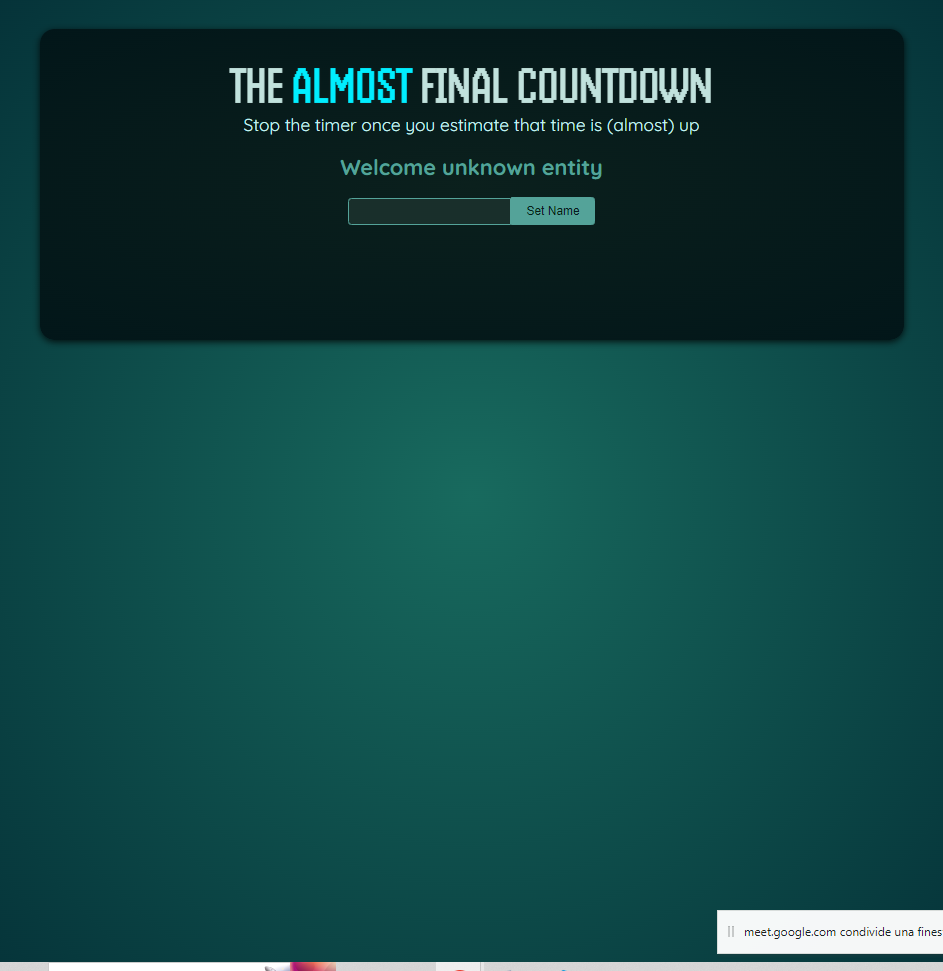 THE ALMOST FINAL COUNTDOWN
Stop the timer once you estimate that time is (almost) up
Welcome unknown entity
Set Name
meet.google.com condivide una fines